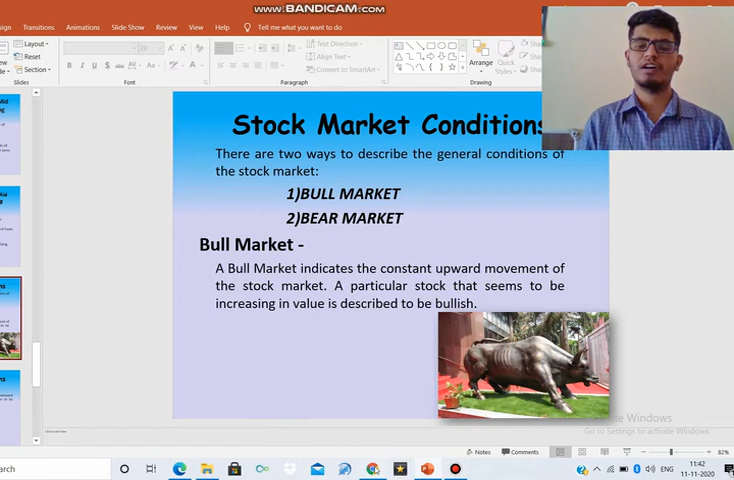 WWW.BANDICAM.COM
sign Transitions Animations Slide Show Review View Help Tell me what you want to do
Layout
Reset
Section
Text Direction
Align Text
Convert to SmartArt
Arrange
Quick
Styles
Font Paragraph Drawing
Stock Market Conditions
There are two ways to describe the general conditions of
the stock market:
1)BULL MARKET
2)BEAR MARKET
Bull Market -
A Bull Market indicates the constant upward movement of
the stock market. A particular stock that seems to be
increasing in value is described to be bullish.
Windows
Go to Settings to activate Windows.
Notes Comments 82%
ENG
11:42
11-11-2020